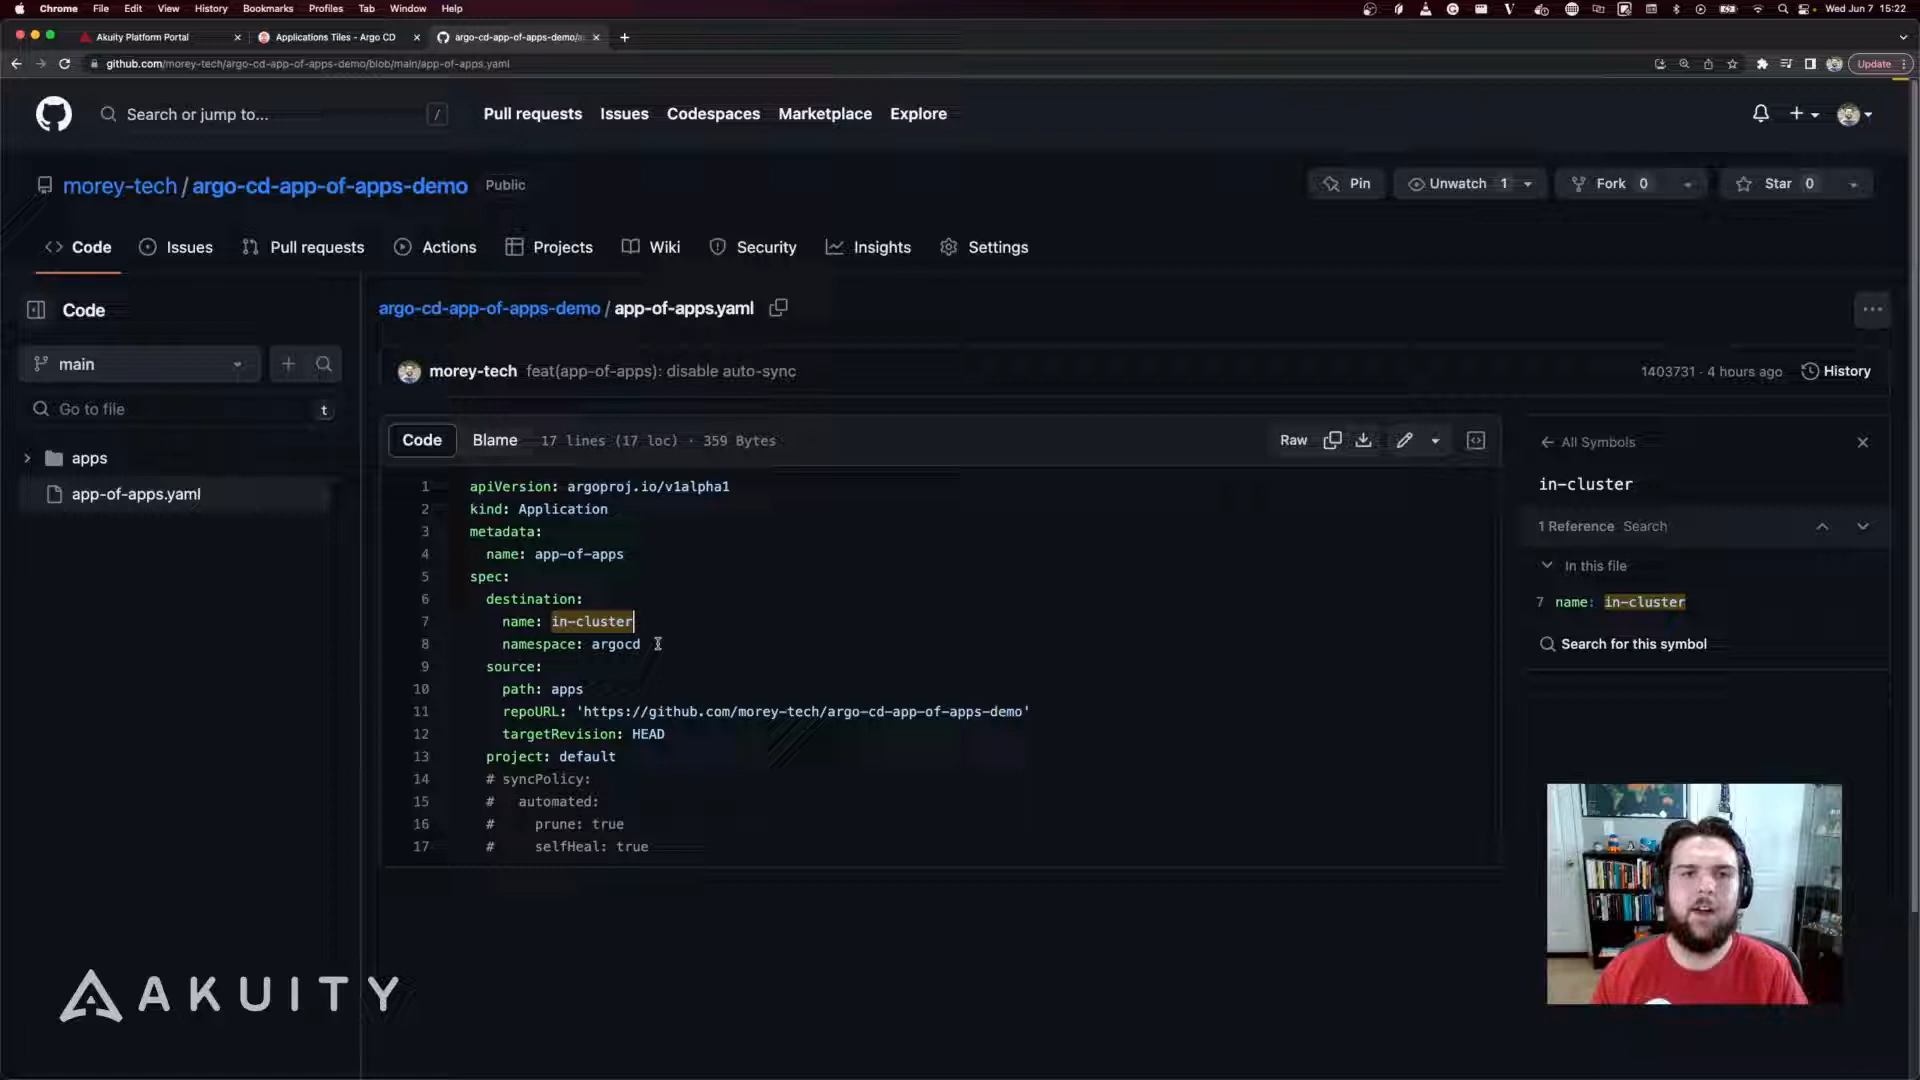 Chrome File Edit View History Bookmarks Profiles Tab Window Help Wed Jun 7 15:22
Akuity Platform Portal Applications Tiles - Argo CD argo-cd-app-of-apps-demo/a
github.com/morey-tech/argo-cd-app-of-apps-demo/blob/main/app-of-apps.yaml Update
Search or jump to... / Pull requests Issues Codespaces Marketplace Explore
morey-tech / argo-cd-app-of-apps-demo Public Pin Unwatch 1 Fork 0 Star 0
Code Issues Pull requests Actions Projects Wiki Security Insights Settings
Code
main
Go to file t
apps
app-of-apps.yaml
argo-cd-app-of-apps-demo / app-of-apps.yaml
morey-tech feat(app-of-apps): disable auto-sync 1403731 · 4 hours ago History
Code Blame 17 lines (17 loc) · 359 Bytes Raw
1 apiVersion: argoproj.io/v1alpha1
2 kind: Application
3 metadata:
4 name: app-of-apps
5 spec:
6 destination:
7 name: in-cluster
8 namespace: argocd
9 source:
10 path: apps
11 repoURL: 'https://github.com/morey-tech/argo-cd-app-of-apps-demo'
12 targetRevision: HEAD
13 project: default
14 # syncPolicy:
15 # automated:
16 # prune: true
17 # selfHeal: true
All Symbols
in-cluster
1 Reference Search
In this file
7 name: in-cluster
Search for this symbol
AKUITY